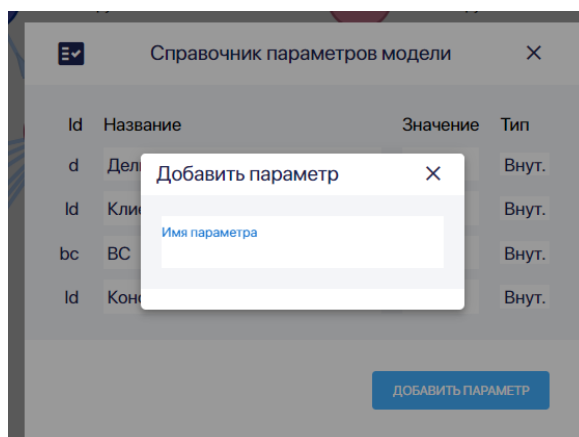 Справочник параметров модели
Id Название Значение Тип
d Внут.
Id Внут.
bc ВС Внут.
Id Внут.
Добавить параметр
Имя параметра
ДОБАВИТЬ ПАРАМЕТР